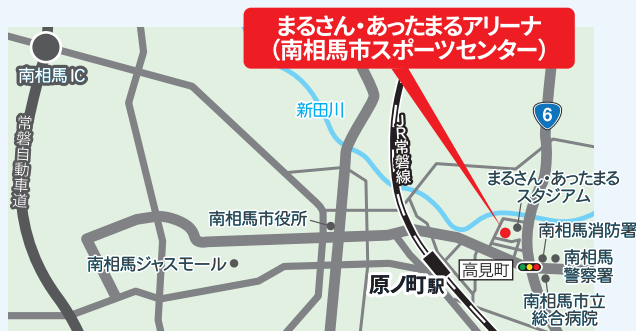 まるさん・あったまるアリーナ
(南相馬市スポーツセンター)
南相馬IC
常磐自動車道
新田川
JR常磐線
6
まるさん・あったまる
スタジアム
南相馬市役所
南相馬消防署
南相馬ジャスモール
高見町
南相馬
警察署
原ノ町駅
南相馬市立
総合病院